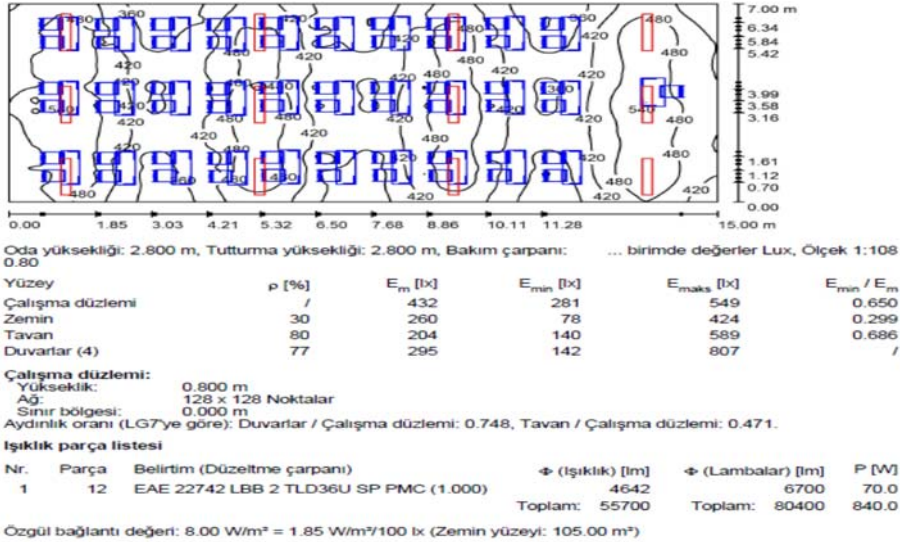 7.00 m
6.34
5.84
5.42
3.99
3.58
3.16
1.61
1.12
0.70
0.00
0.00 1.85 3.03 4.21 5.32 6.50 7.68 8.86 10.11 11.28 15.00 m
Oda yüksekliği: 2.800 m, Tutturma yüksekliği: 2.800 m, Bakım çarpanı: ... birimde değerler Lux, Ölçek 1:108
0.80
Yüzey ρ [%] Em [lx] Emin [lx] Emaks [lx] Emin / Em
Çalışma düzlemi / 432 281 549 0.650
Zemin 30 260 78 424 0.299
Tavan 80 204 140 589 0.686
Duvarlar (4) 77 295 142 807 /
Çalışma düzlemi:
Yükseklik: 0.800 m
Ağ: 128 x 128 Noktalar
Sınır bölgesi: 0.000 m
Aydınlık oranı (LG7'ye göre): Duvarlar / Çalışma düzlemi: 0.748, Tavan / Çalışma düzlemi: 0.471.
Işıklık parça listesi
Nr. Parça Belirtim (Düzeltme çarpanı) Φ (Işıklık) [lm] Φ (Lambalar) [lm] P [W]
1 12 EAE 22742 LBB 2 TLD36U SP PMC (1.000) 4642 6700 70.0
Toplam: 55700 Toplam: 80400 840.0
Özgül bağlantı değeri: 8.00 W/m² = 1.85 W/m²/100 lx (Zemin yüzeyi: 105.00 m²)